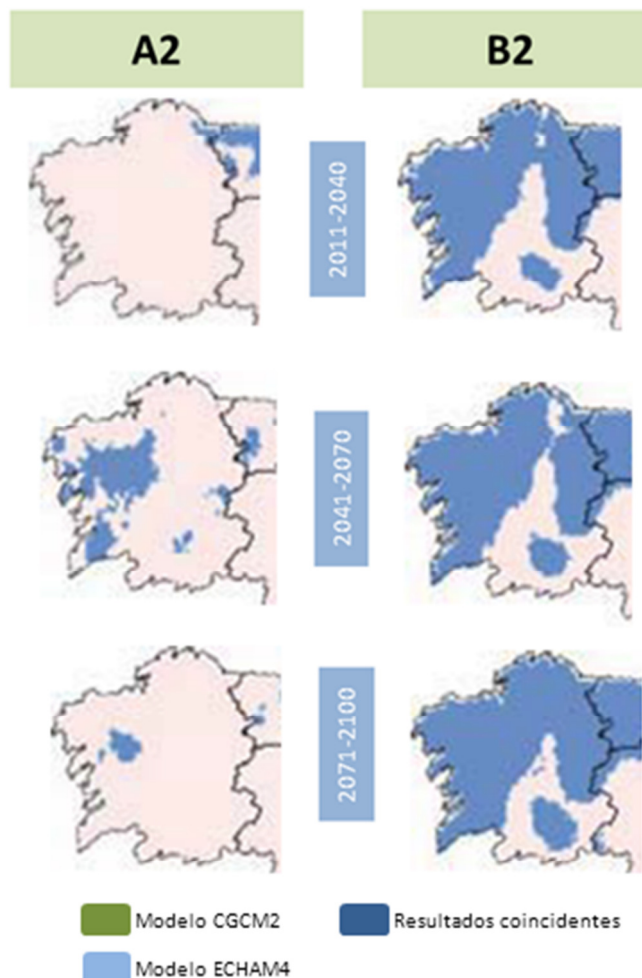 A2
B2
2011-2040
2041-2070
2071-2100
Modelo CGCM2
Resultados coincidentes
Modelo ECHAM4